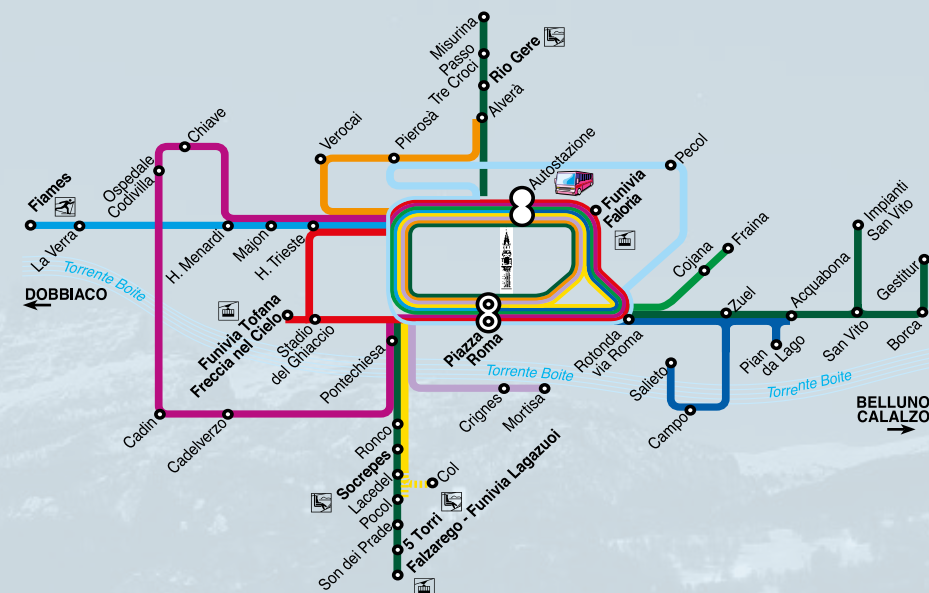 Misurina
Passo
Tre Croci
Rio Gere
Alverà
Pierosà
Verocai
Chiave
Ospedale
Codivilla
Fiames
La Verra
H. Menardi
Majon
H. Trieste
Autostazione
Funivia
Faloria
Pecol
Cojana
Fraina
Impianti
San Vito
Gestitur
Torrente Boite
DOBBIACO
Funivia Tofana
Freccia nel Cielo
Stadio
del Ghiaccio
Pontechiesa
Piazza
Roma
Rotonda
via Roma
Zuel
Acquabona
Pian
da Lago
San Vito
Borca
Torrente Boite
Torrente Boite
Salieto
Campo
BELLUNO
CALALZO
Crignes
Mortisa
Cadin
Cadelverzo
Ronco
Socrepes
Lacedel
Col
Pocol
Son dei Prade
5 Torri
Falzarego - Funivia Lagazuoi